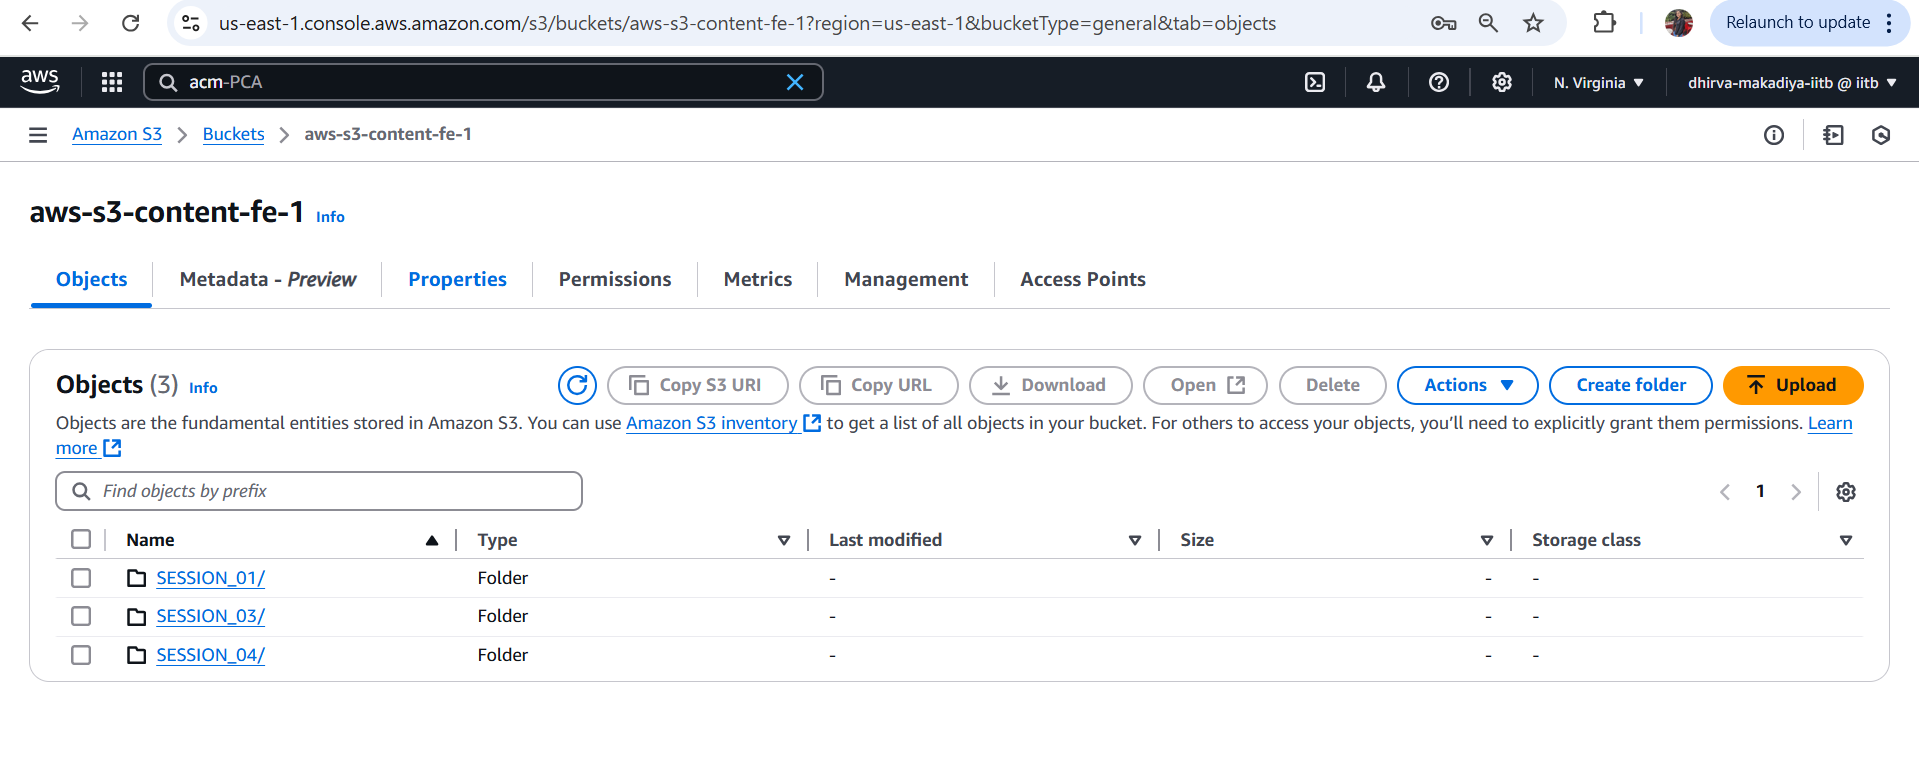 us-east-1.console.aws.amazon.com/s3/buckets/aws-s3-content-fe-1?region=us-east-1&bucketType=general&tab=objects
Relaunch to update
aws
acm-PCA
N. Virginia
dhirva-makadiya-iitb @ iitb
Amazon S3
Buckets
aws-s3-content-fe-1
aws-s3-content-fe-1 Info
Objects
Metadata - Preview
Properties
Permissions
Metrics
Management
Access Points
Objects (3) Info
Copy S3 URI
Copy URL
Download
Open
Delete
Actions
Create folder
Upload
Objects are the fundamental entities stored in Amazon S3. You can use Amazon S3 inventory to get a list of all objects in your bucket. For others to access your objects, you’ll need to explicitly grant them permissions. Learn
more
Find objects by prefix
1
Name Type Last modified Size Storage class
SESSION_01/ Folder - - -
SESSION_03/ Folder - - -
SESSION_04/ Folder - - -